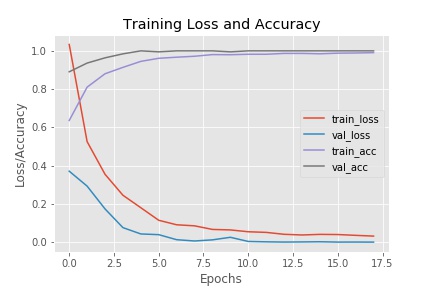 Training Loss and Accuracy
1.0
0.8
0.6
0.4
0.2
0.0
Loss/Accuracy
train_loss
val_loss
train_acc
val_acc
0.0 2.5 5.0 7.5 10.0 12.5 15.0 17.5
Epochs